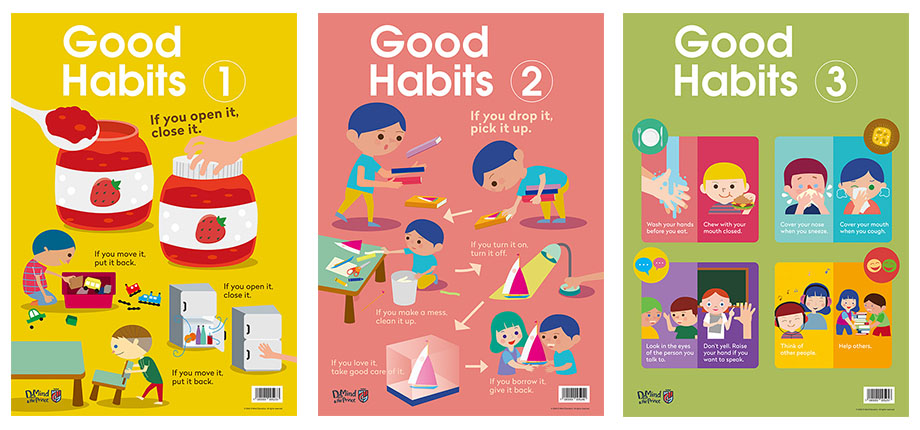 Good
Habits 1
If you open it,
close it.
If you move it,
put it back.
If you open it,
close it.
If you move it,
put it back.
Good
Habits 2
If you drop it,
pick it up.
If you turn it on,
turn it off.
If you make a mess,
clean it up.
If you love it,
take good care of it.
If you borrow it,
give it back.
Good
Habits 3
Wash your hands
before you eat.
Chew with your
mouth closed.
Cover your nose
when you sneeze.
Cover your mouth
when you cough.
Look in the eyes
of the person you
talk to.
Don't yell. Raise
your hand if you
want to speak.
Think of
other people.
Help others.